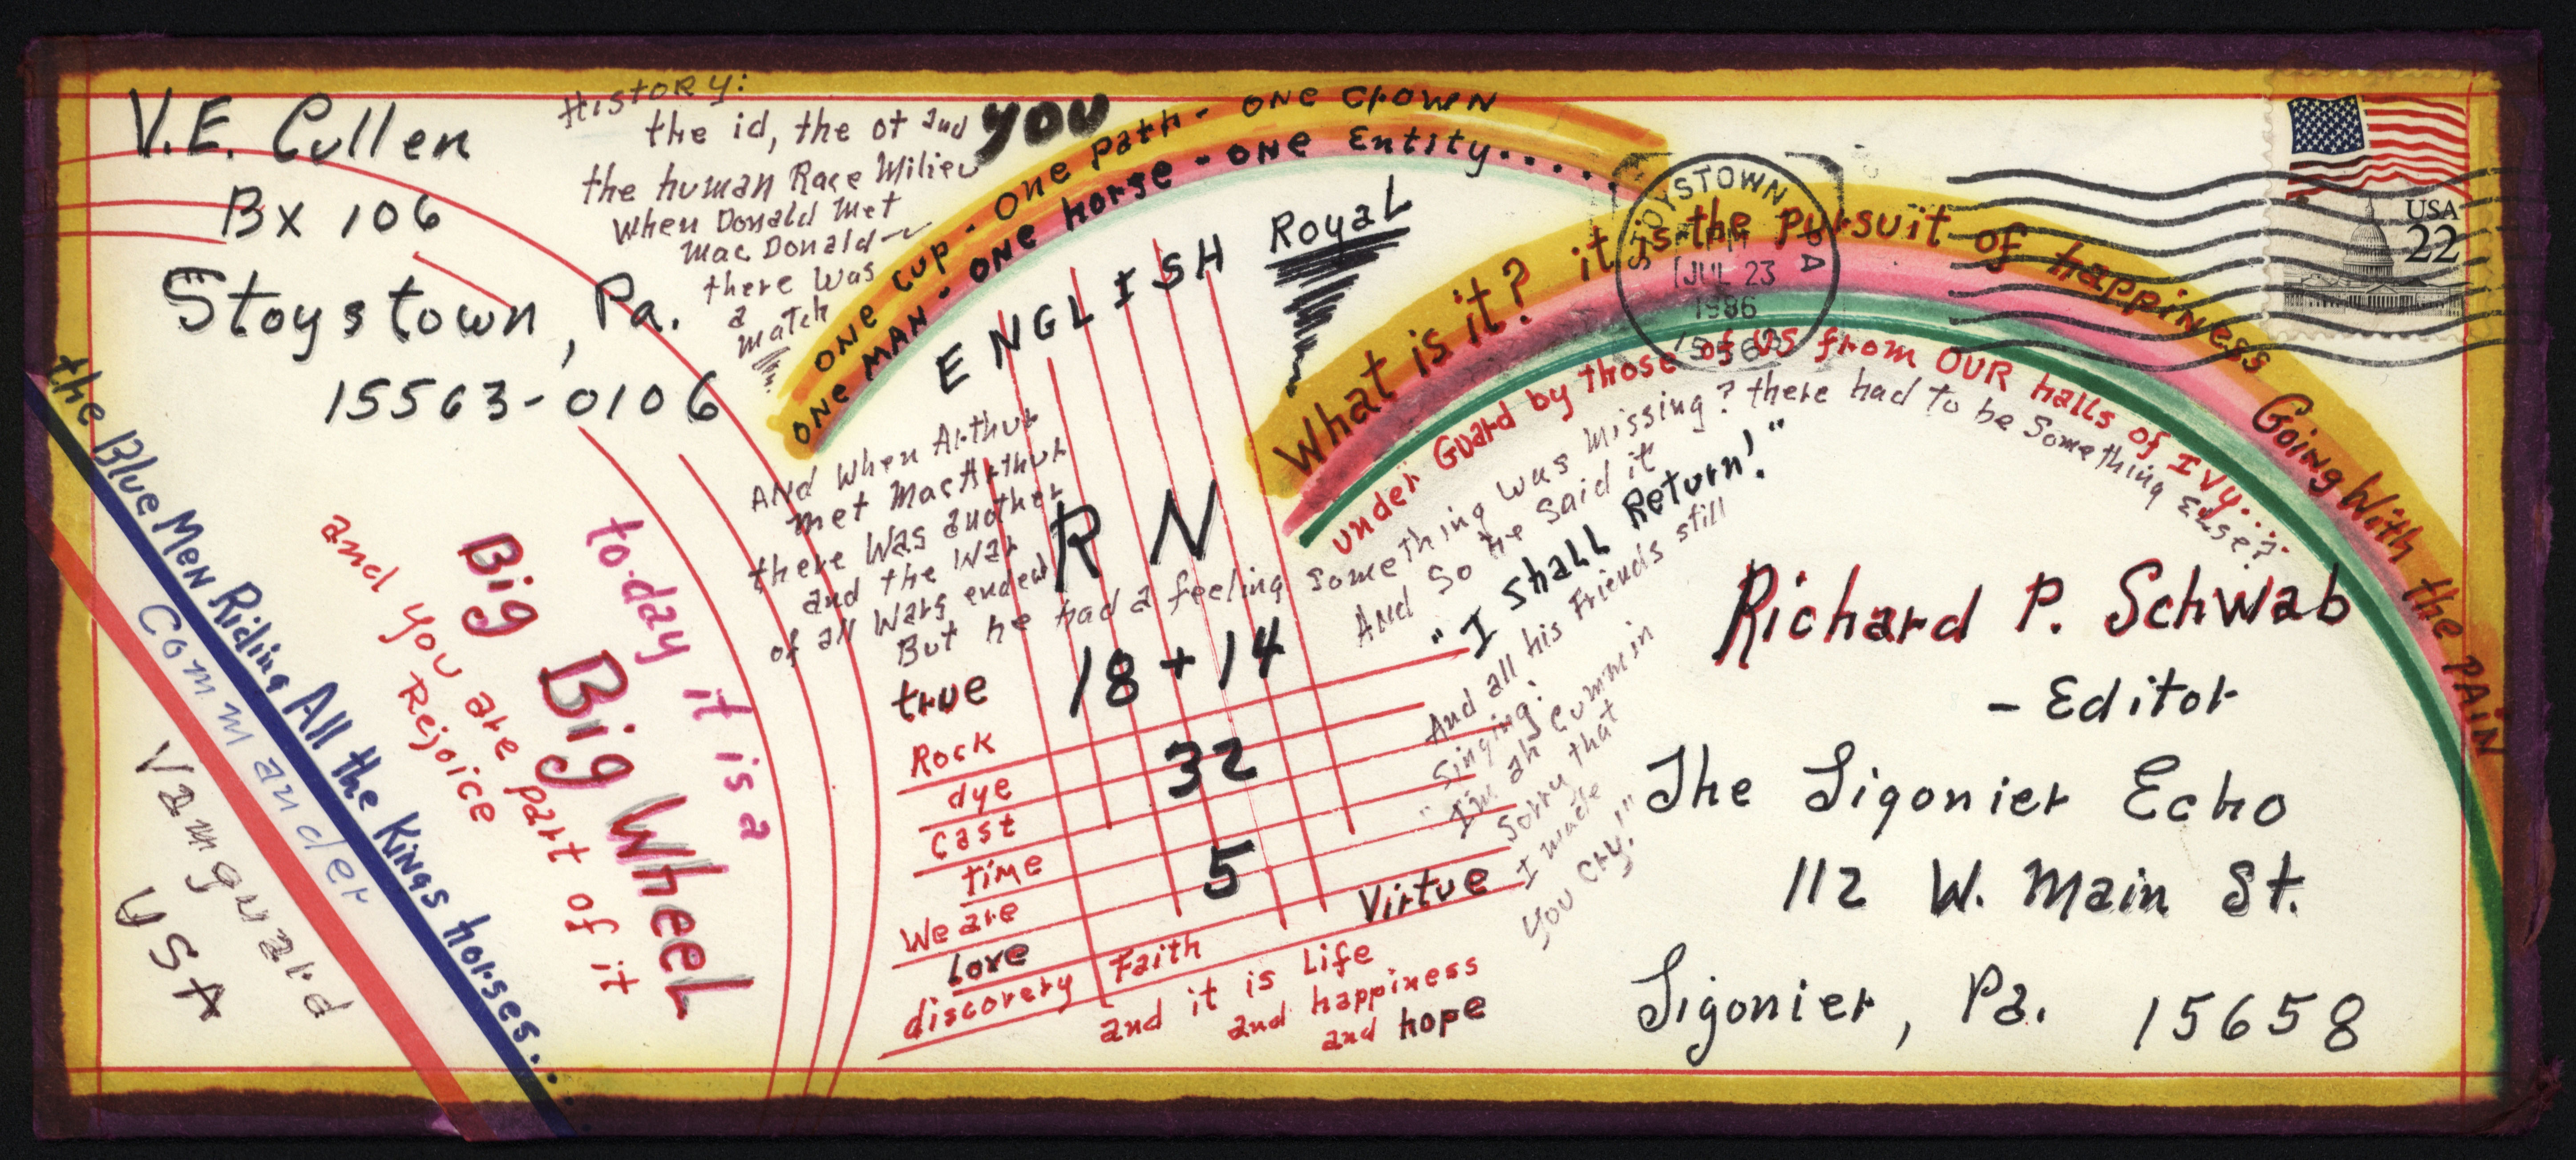 V.E. Cullen
Bx 106
Stoystown, Pa.
15563-0106
History:
the id, the ot and YOU
the human Race Milieu
When Donald Met
Mac Donald
there was
a
match
ONE CUP - One Path - ONE CROWN
ONE MAN - ONE horse - ONE Entity.....
ENGLISH
Royal
What is it? it is the pursuit of happiness Going With the PAIN
under Guard by those of US from OUR halls of IVY...
STOYSTOWN
PA
JUL 23
1986
USA
22
AND When Arthur
met MacArthur
there was another
and the War
of all Wars ended
But he had a feeling something was missing? there had to be something Else?
And So He Said it
"I shall Return!"
And all his Friends still
singing:
"I'm ah Cummin
Sorry that
I made
you cry!"
RN
18 + 14
32
5
true
Rock
dye
cast
time
We are
Love
discovery Faith Virtue
and it is Life
and happiness
and hope
to-day it is a
Big Big Wheel
and you are part of it
Rejoice
the Blue Men Riding All the Kings horses...
Commander
Vamguard
USA
Richard P. Schwab
- Editor
The Ligonier Echo
112 W. Main St.
Ligonier, Pa. 15658